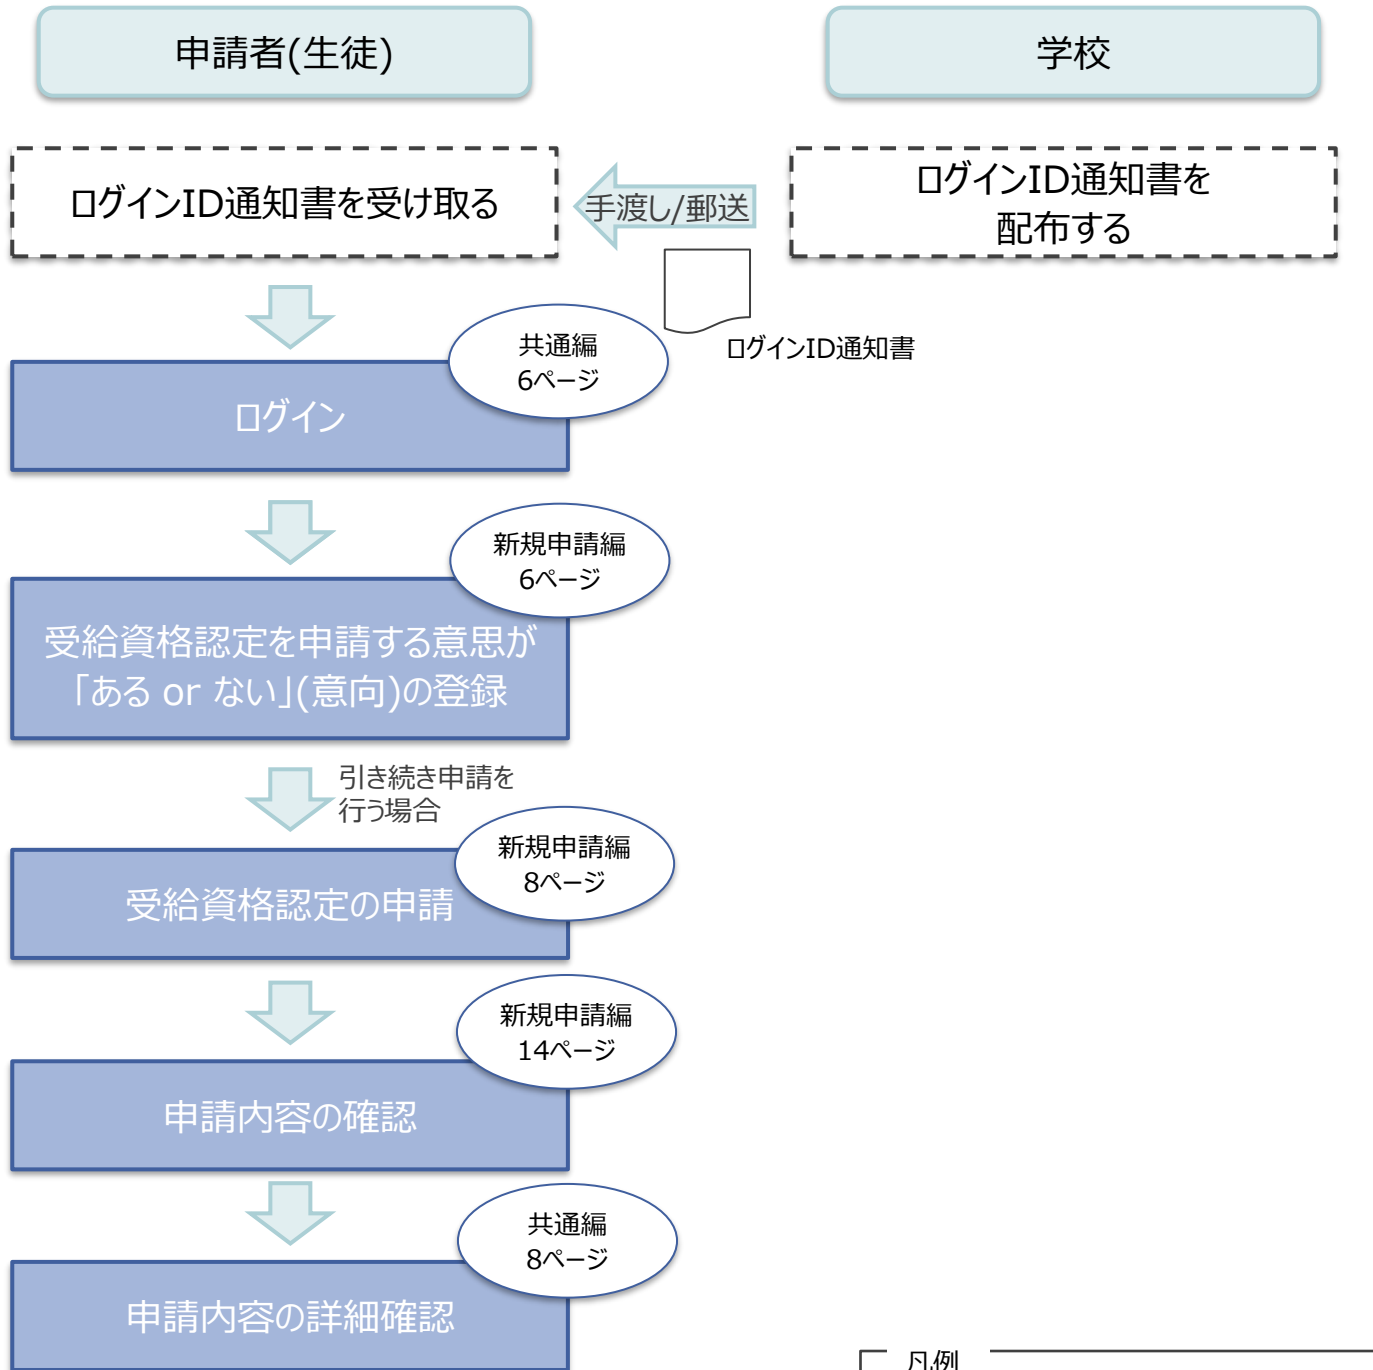 申請者(生徒)
学校
ログインID通知書を受け取る
手渡し/郵送
ログインID通知書を
配布する
ログインID通知書
共通編
6ページ
ログイン
新規申請編
6ページ
受給資格認定を申請する意思が
「ある or ない」(意向)の登録
引き続き申請を
行う場合
新規申請編
8ページ
受給資格認定の申請
新規申請編
14ページ
申請内容の確認
共通編
8ページ
申請内容の詳細確認
凡例